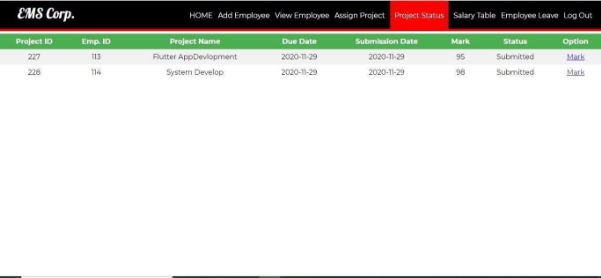 EMS Corp. HOME Add Employee View Employee Assign Project Project Status Salary Table Employee Leave Log Out
Project ID Emp. ID Project Name Due Date Submission Date Mark Status Option
227 113 Flutter AppDevlopment 2020-11-29 2020-11-29 95 Submitted Mark
228 114 System Develop 2020-11-29 2020-11-29 98 Submitted Mark